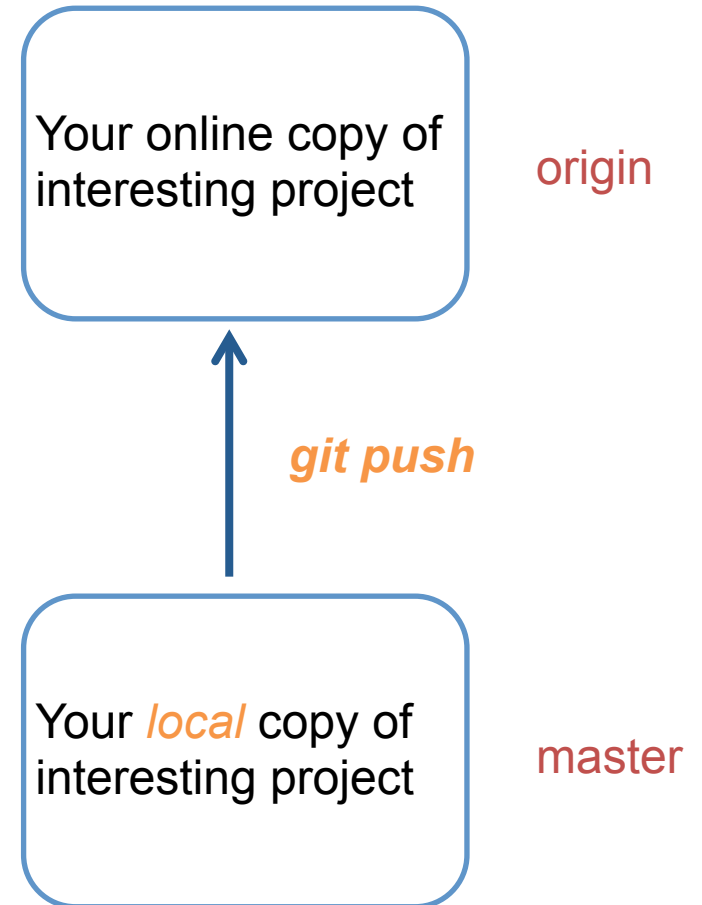 Your online copy of
interesting project
origin
git push
Your local copy of
interesting project
master